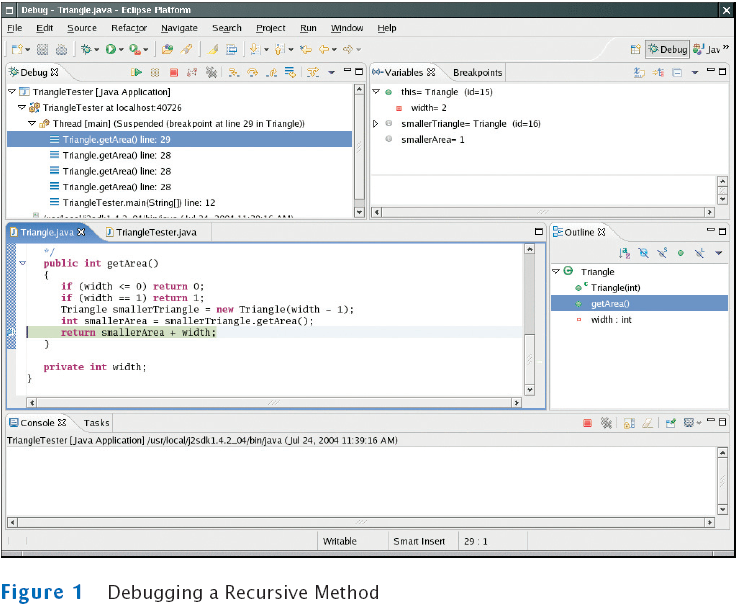 Debug - Triangle.java - Eclipse Platform
File Edit Source Refactor Navigate Search Project Run Window Help
Debug Jav
Debug
TriangleTester [Java Application]
TriangleTester at localhost:40726
Thread [main] (Suspended (breakpoint at line 29 in Triangle))
Triangle.getArea() line: 29
Triangle.getArea() line: 28
Triangle.getArea() line: 28
Triangle.getArea() line: 28
TriangleTester.main(String[]) line: 12
Variables Breakpoints
this= Triangle (id=15)
width= 2
smallerTriangle= Triangle (id=16)
smallerArea= 1
Triangle.java TriangleTester.java
*/
public int getArea()
{
if (width <= 0) return 0;
if (width == 1) return 1;
Triangle smallerTriangle = new Triangle(width - 1);
int smallerArea = smallerTriangle.getArea();
return smallerArea + width;
}
private int width;
}
Outline
Triangle
Triangle(int)
getArea()
width : int
Console Tasks
TriangleTester [Java Application] /usr/local/j2sdk1.4.2_04/bin/java (Jul 24, 2004 11:39:16 AM)
Writable Smart Insert 29 : 1
Figure 1 Debugging a Recursive Method